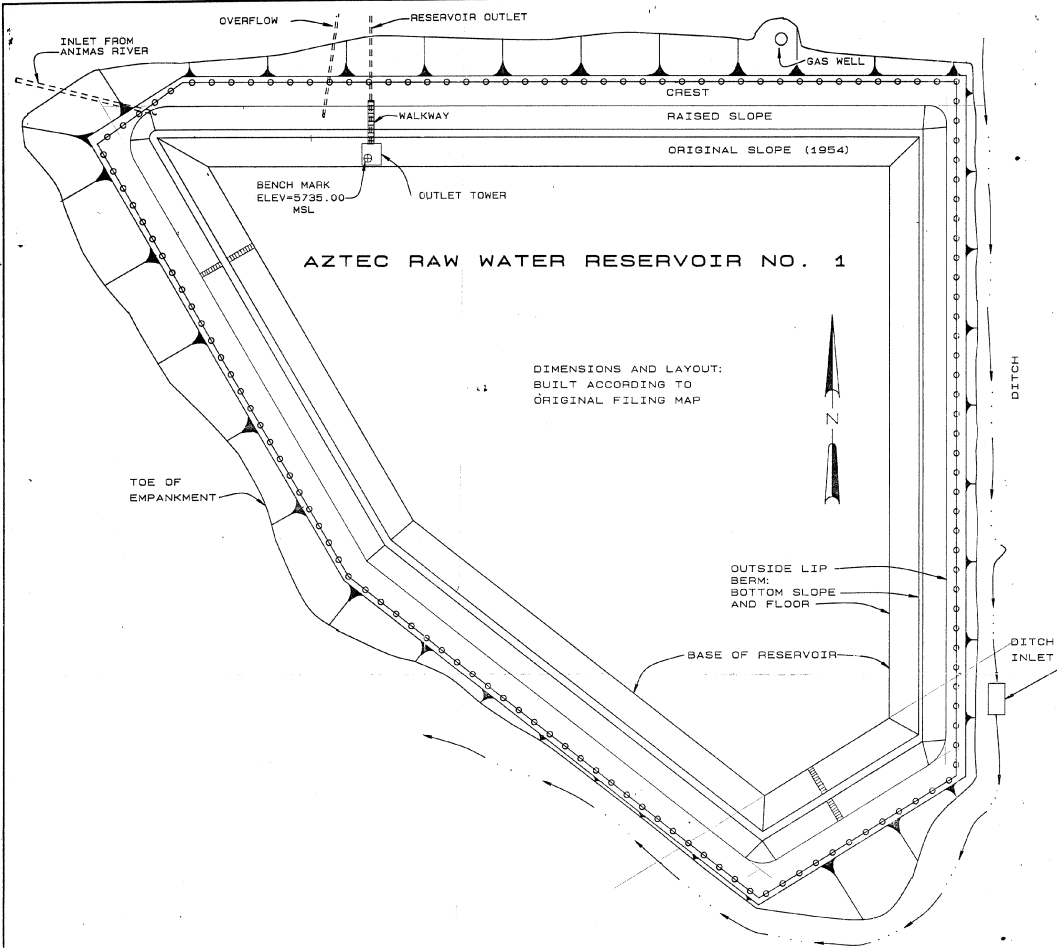 OVERFLOW
RESERVOIR OUTLET
INLET FROM
ANIMAS RIVER
GAS WELL
CREST
WALKWAY
RAISED SLOPE
ORIGINAL SLOPE (1954)
BENCH MARK
ELEV=5735.00
MSL
OUTLET TOWER
AZTEC RAW WATER RESERVOIR NO. 1
DIMENSIONS AND LAYOUT:
BUILT ACCORDING TO
ORIGINAL FILING MAP
N
DITCH
TOE OF
EMPANKMENT
OUTSIDE LIP
BERM:
BOTTOM SLOPE
AND FLOOR
DITCH
INLET
BASE OF RESERVOIR